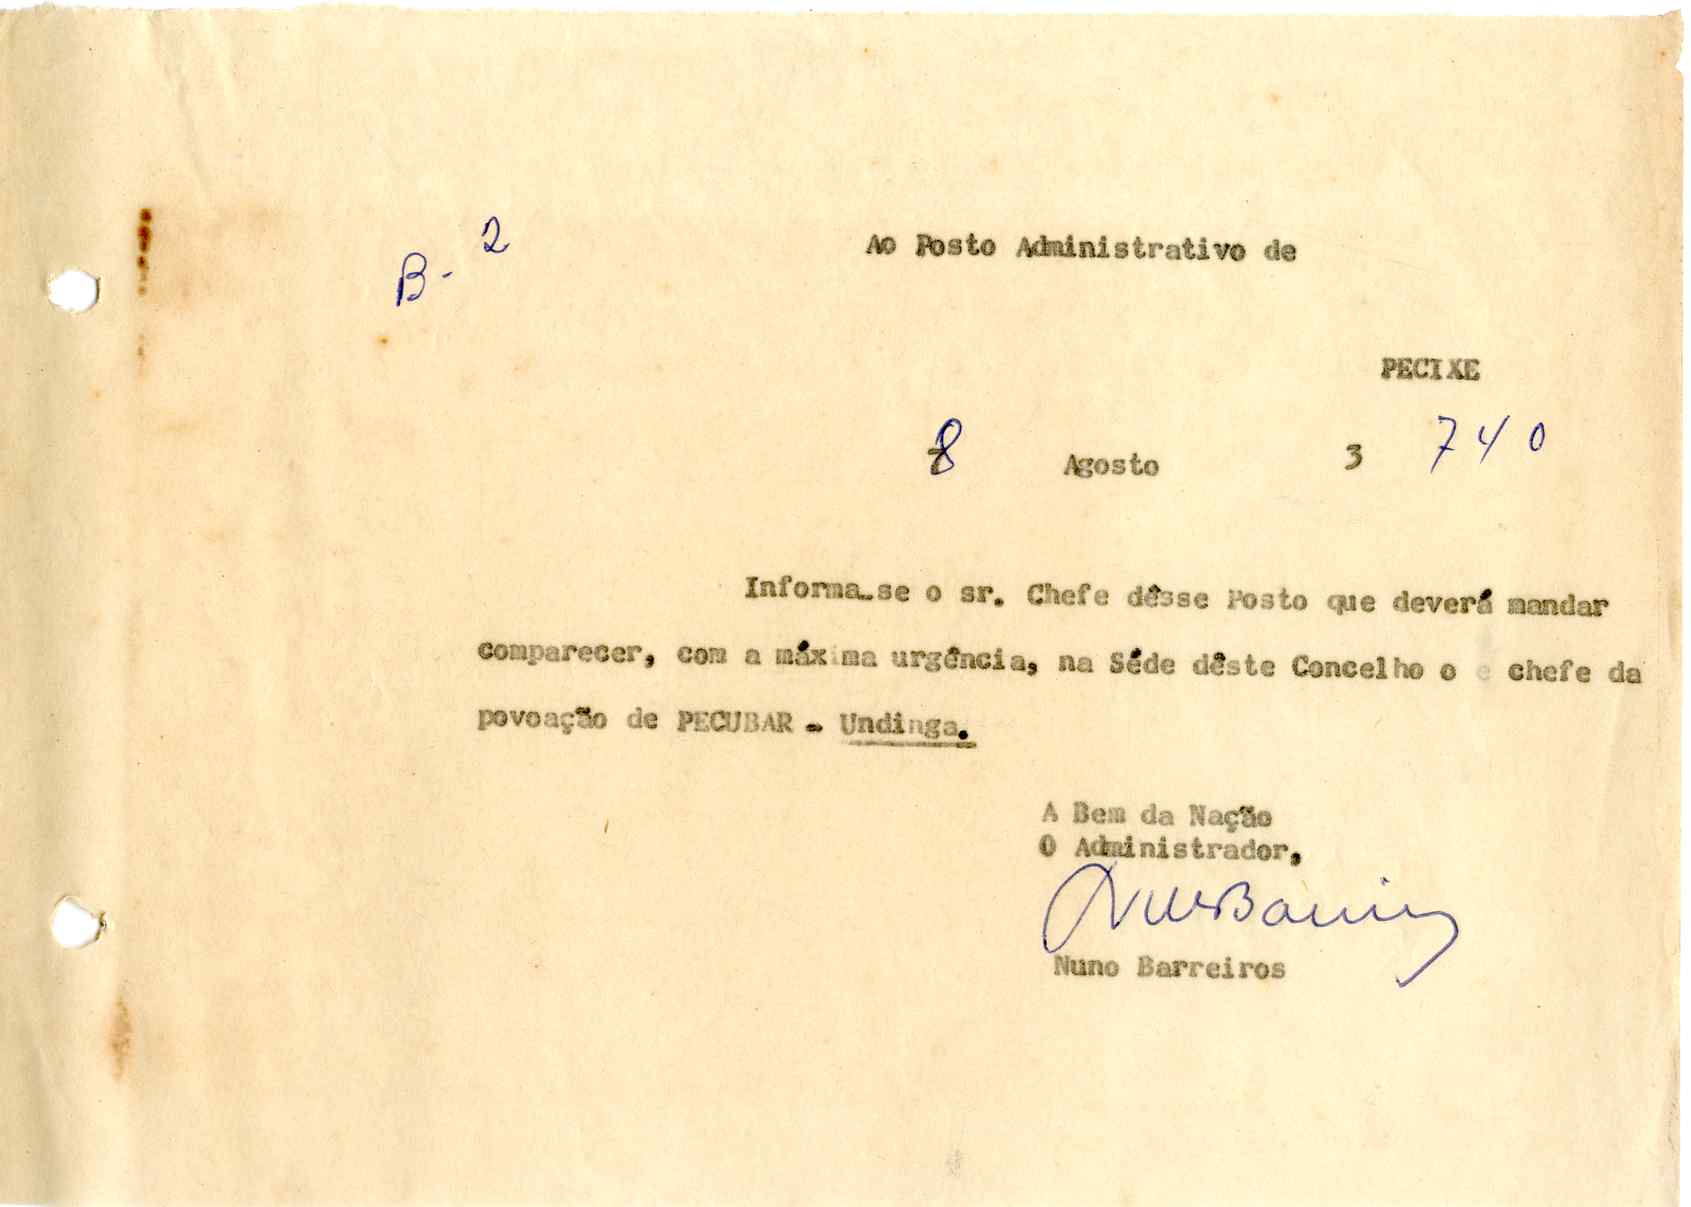 B- 2
Ao Posto Administrativo de
PECIXE
8 Agosto 3 740
Informa-se o sr. Chefe dêsse Posto que deverá mandar
comparecer, com a máxima urgência, na Séde dêste Concelho o chefe da
povoação de PECUBAR - Undinga.
A Bem da Nação
O Administrador,
Nuno Barreiros